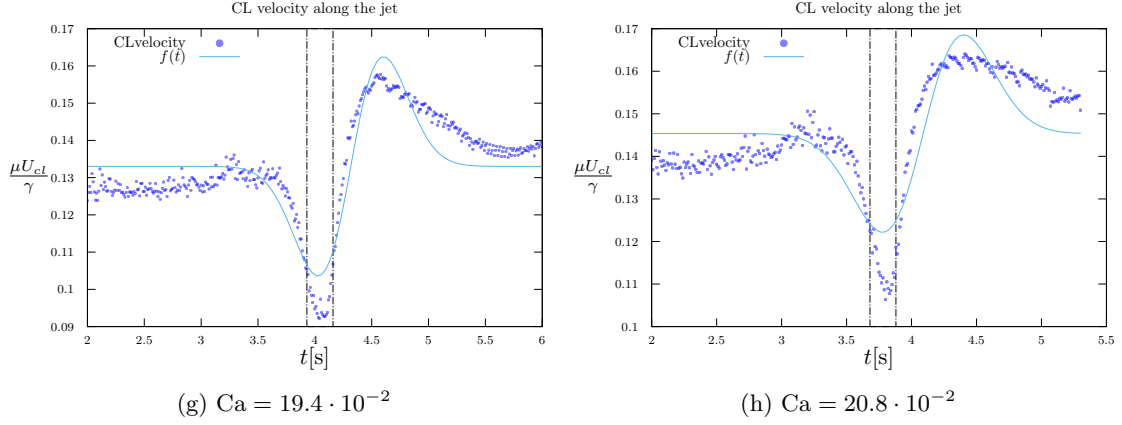 CL velocity along the jet
0.17
0.16
0.15
0.14
0.13
0.12
0.11
0.1
0.09
μU_cl/γ
CLvelocity
f(t)
2 2.5 3 3.5 4 4.5 5 5.5 6
t[s]
(g) Ca = 19.4 · 10⁻²
CL velocity along the jet
0.17
0.16
0.15
0.14
0.13
0.12
0.11
0.1
μU_cl/γ
CLvelocity
f(t)
2 2.5 3 3.5 4 4.5 5 5.5
t[s]
(h) Ca = 20.8 · 10⁻²